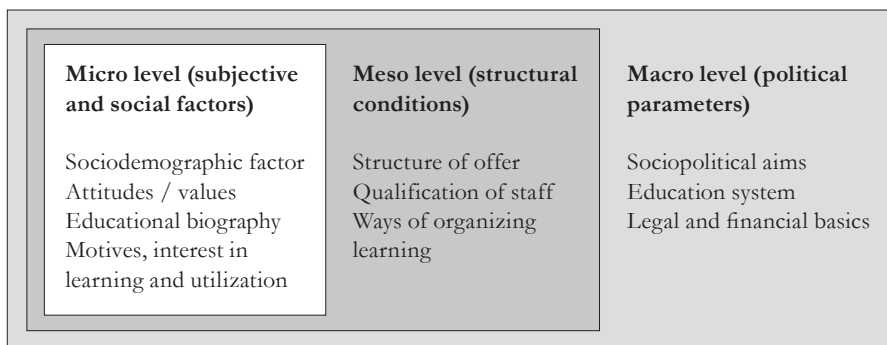 Micro level (subjective
and social factors)
Sociodemographic factor
Attitudes / values
Educational biography
Motives, interest in
learning and utilization
Meso level (structural
conditions)
Structure of offer
Qualification of staff
Ways of organizing
learning
Macro level (political
parameters)
Sociopolitical aims
Education system
Legal and financial basics